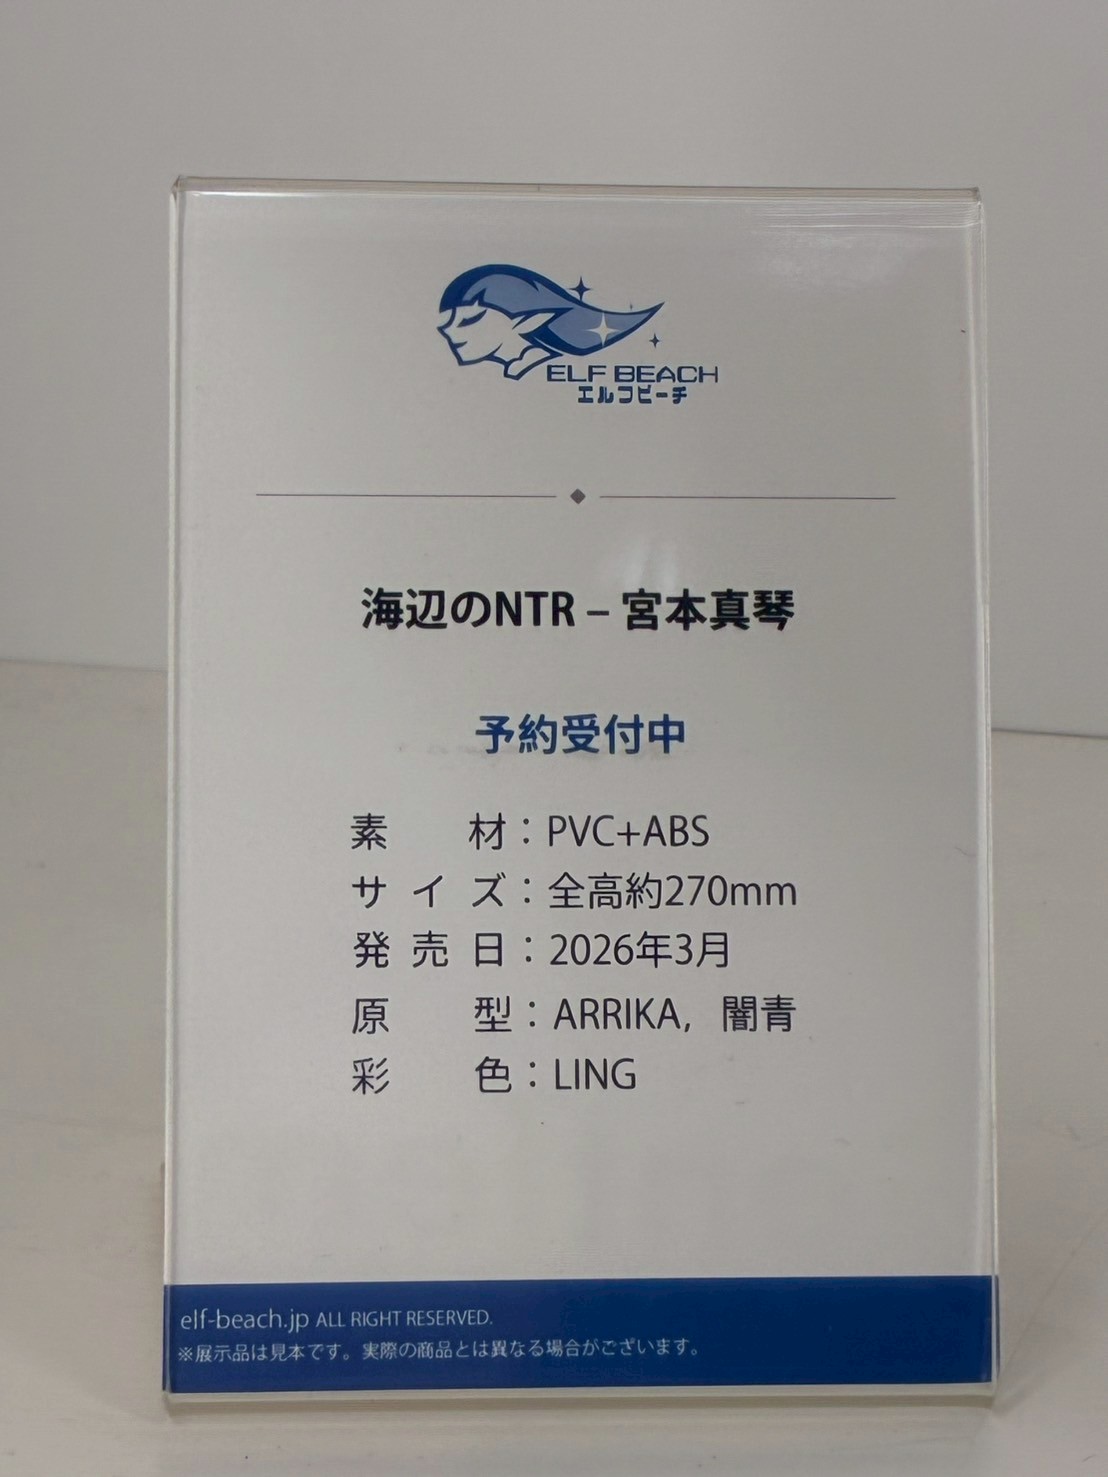 ELF BEACH
エルフビーチ
海辺のNTR – 宮本真琴
予約受付中
素材：PVC+ABS
サイズ：全高約270mm
発売日：2026年3月
原型：ARRIKA, 闇青
彩色：LING
elf-beach.jp ALL RIGHT RESERVED.
※展示品は見本です。実際の商品とは異なる場合がございます。